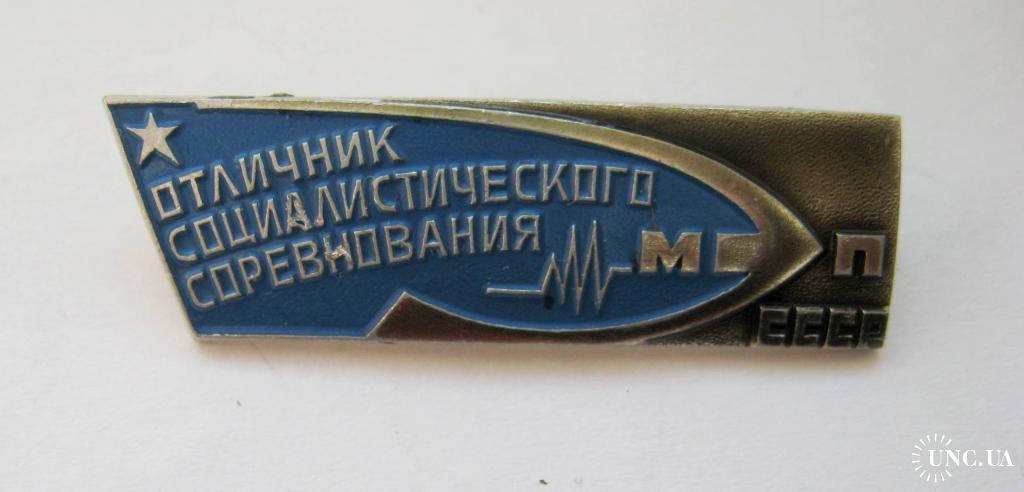 ОТЛИЧНИК
СОЦИАЛИСТИЧЕСКОГО
СОРЕВНОВАНИЯ
М П
СССР
UNC.UA